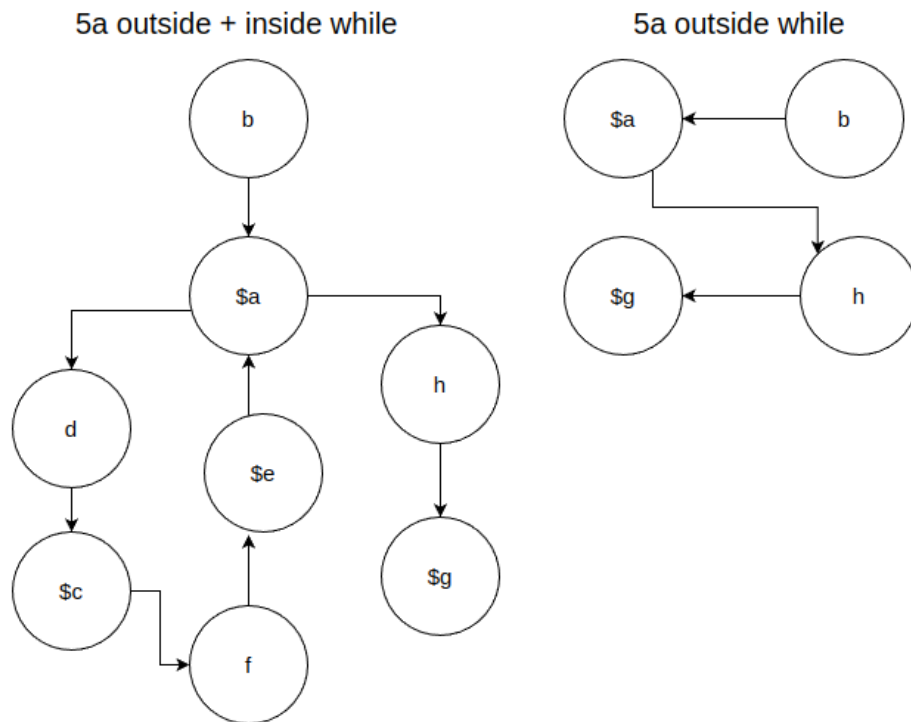 5a outside + inside while
5a outside while
b
$a
d
h
$e
$c
$g
f
$a
b
$g
h